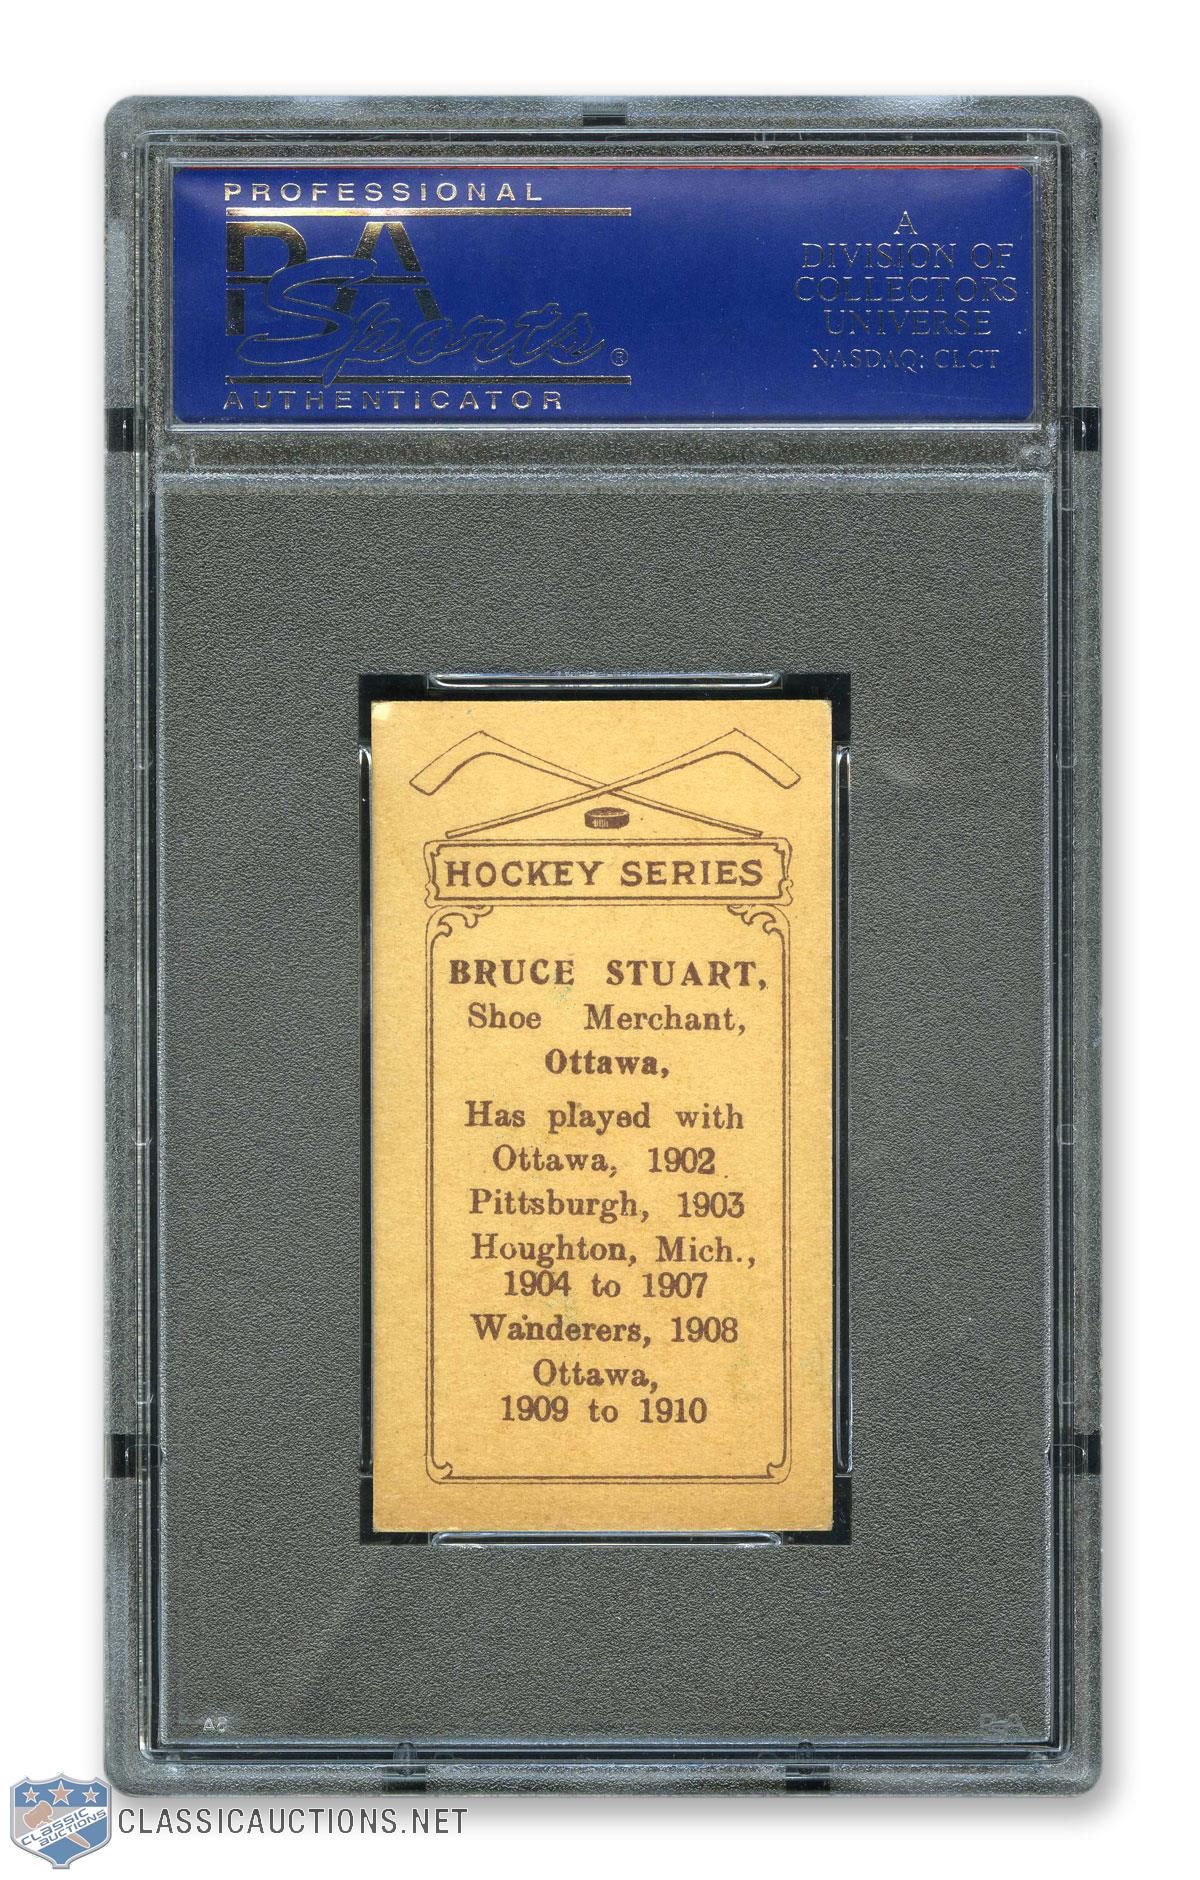 PROFESSIONAL
PSA
Sports ®
AUTHENTICATOR
A
DIVISION OF
COLLECTORS
UNIVERSE
NASDAQ: CLCT
HOCKEY SERIES
BRUCE STUART,
Shoe Merchant,
Ottawa,
Has played with
Ottawa, 1902
Pittsburgh, 1903
Houghton, Mich.,
1904 to 1907
Wanderers, 1908
Ottawa,
1909 to 1910
PSA
CLASSIC
AUCTIONS
CLASSICAUCTIONS.NET